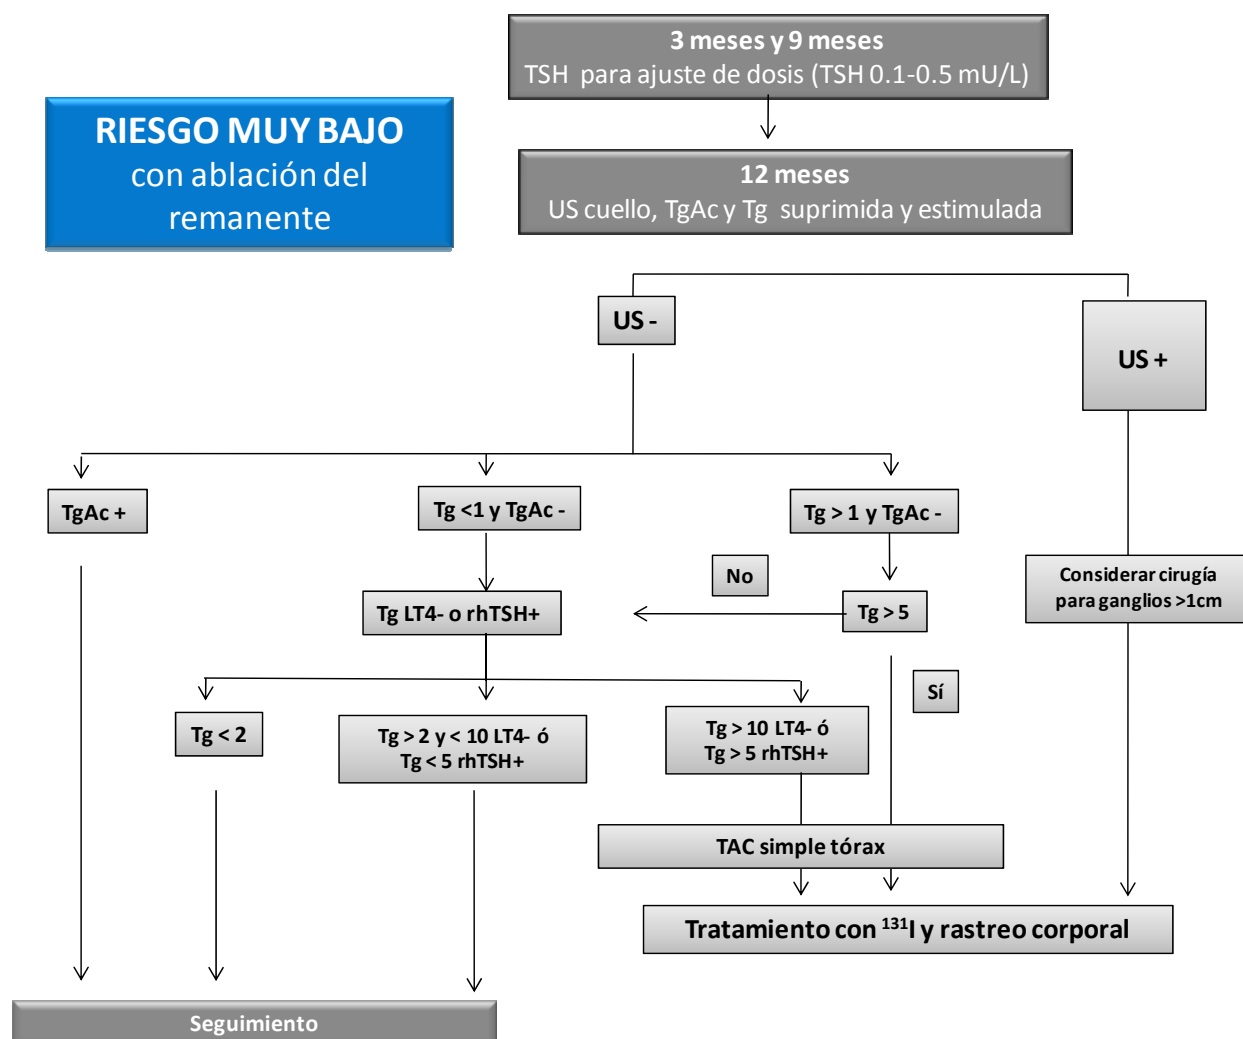 3 meses y 9 meses
TSH para ajuste de dosis (TSH 0.1-0.5 mU/L)
RIESGO MUY BAJO
con ablación del
remanente
12 meses
US cuello, TgAc y Tg suprimida y estimulada
US -
US +
TgAc +
Tg <1 y TgAc -
Tg > 1 y TgAc -
No
Considerar cirugía
para ganglios >1cm
Tg LT4- o rhTSH+
Tg > 5
Sí
Tg < 2
Tg > 2 y < 10 LT4- ó
Tg < 5 rhTSH+
Tg > 10 LT4- ó
Tg > 5 rhTSH+
TAC simple tórax
Tratamiento con ¹³¹I y rastreo corporal
Seguimiento